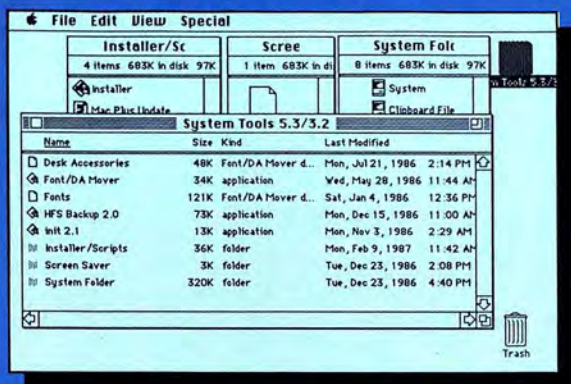 File Edit View Special
Installer/Sc Scree System Folc
4 items 683K in disk 97K 1 item 683K in di 8 items 683K in disk 97K
Installer System
Mac Plus Update Clipboard File
m Tools 5.3/3
System Tools 5.3/3.2
Name Size Kind Last Modified
Desk Accessories 48K Font/DA Mover d... Mon, Jul 21, 1986 2:14 PM
Font/DA Mover 34K application Wed, May 28, 1986 11:44 AM
Fonts 121K Font/DA Mover d... Sat, Jan 4, 1986 12:36 PM
HFS Backup 2.0 73K application Mon, Dec 15, 1986 11:00 AM
init 2.1 13K application Mon, Nov 3, 1986 2:29 AM
Installer/Scripts 36K folder Mon, Feb 9, 1987 11:42 AM
Screen Saver 3K folder Tue, Dec 23, 1986 2:08 PM
System Folder 320K folder Tue, Dec 23, 1986 4:40 PM
Trash